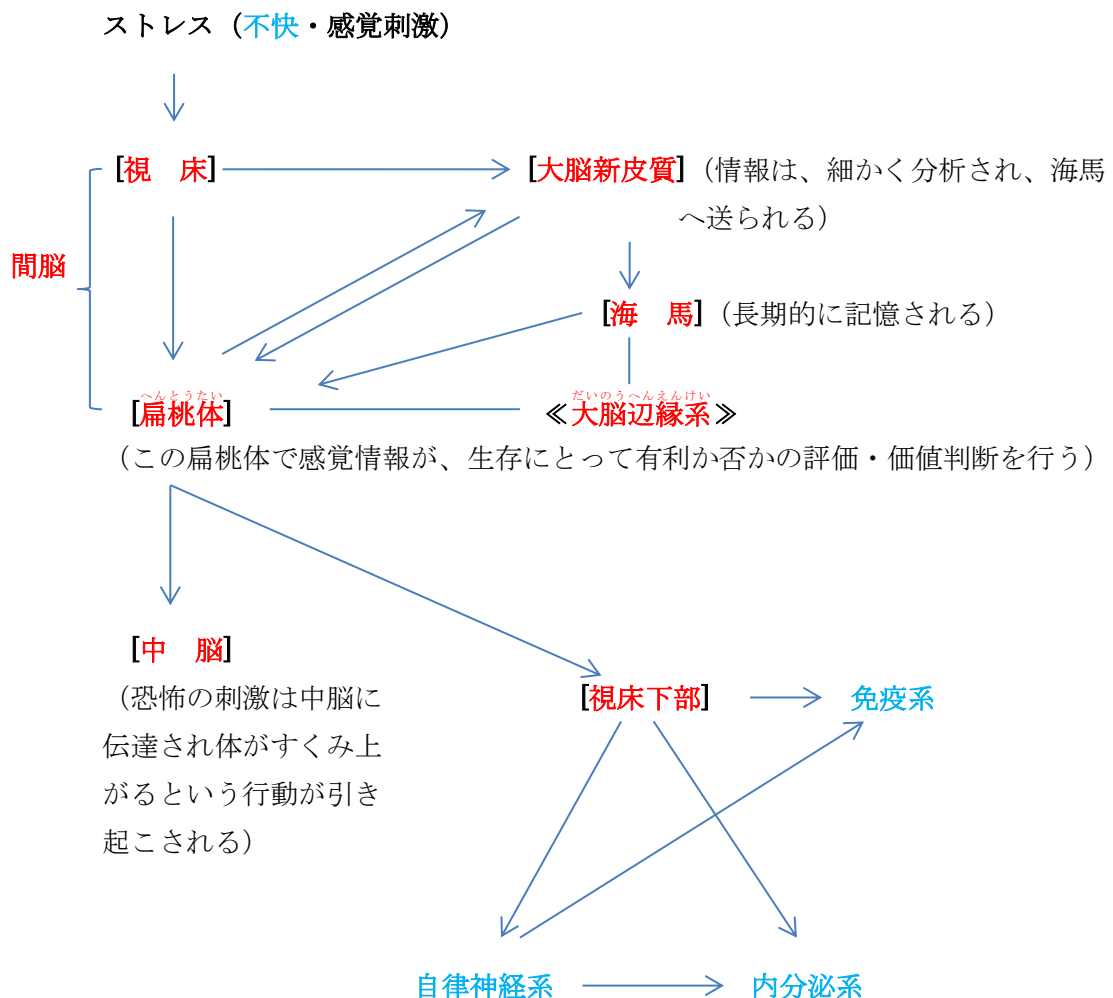 ストレス（不快・感覚刺激）
[視　床]
[大脳新皮質]（情報は、細かく分析され、海馬
へ送られる）
間脳
[海　馬]（長期的に記憶される）
へんとうたい
[扁桃体]
だいのうへんえんけい
≪大脳辺縁系≫
（この扁桃体で感覚情報が、生存にとって有利か否かの評価・価値判断を行う）
[中　脳]
（恐怖の刺激は中脳に
伝達され体がすくみ上
がるという行動が引き
起こされる）
[視床下部]
免疫系
自律神経系
内分泌系